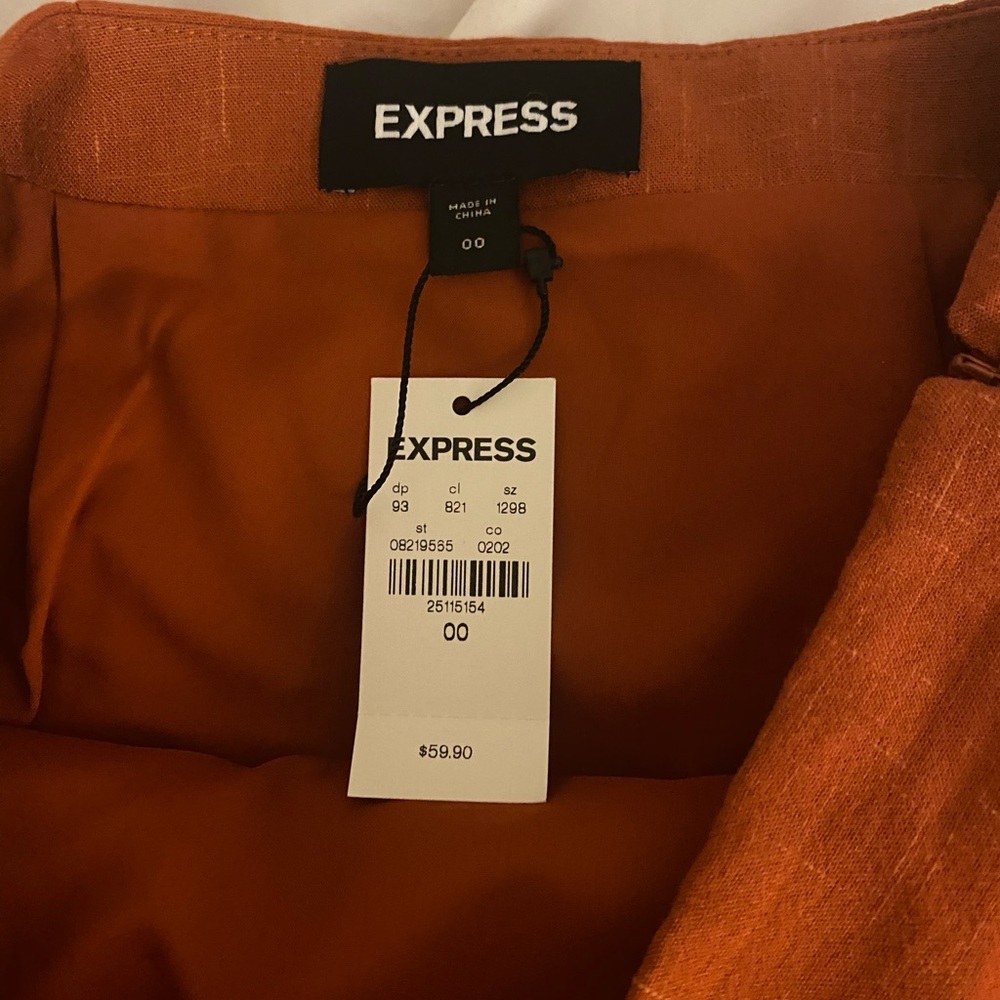 EXPRESS
MADE IN
CHINA
00
EXPRESS
dp cl sz
93 821 1298
st co
08219565 0202
25115154
00
$59.90